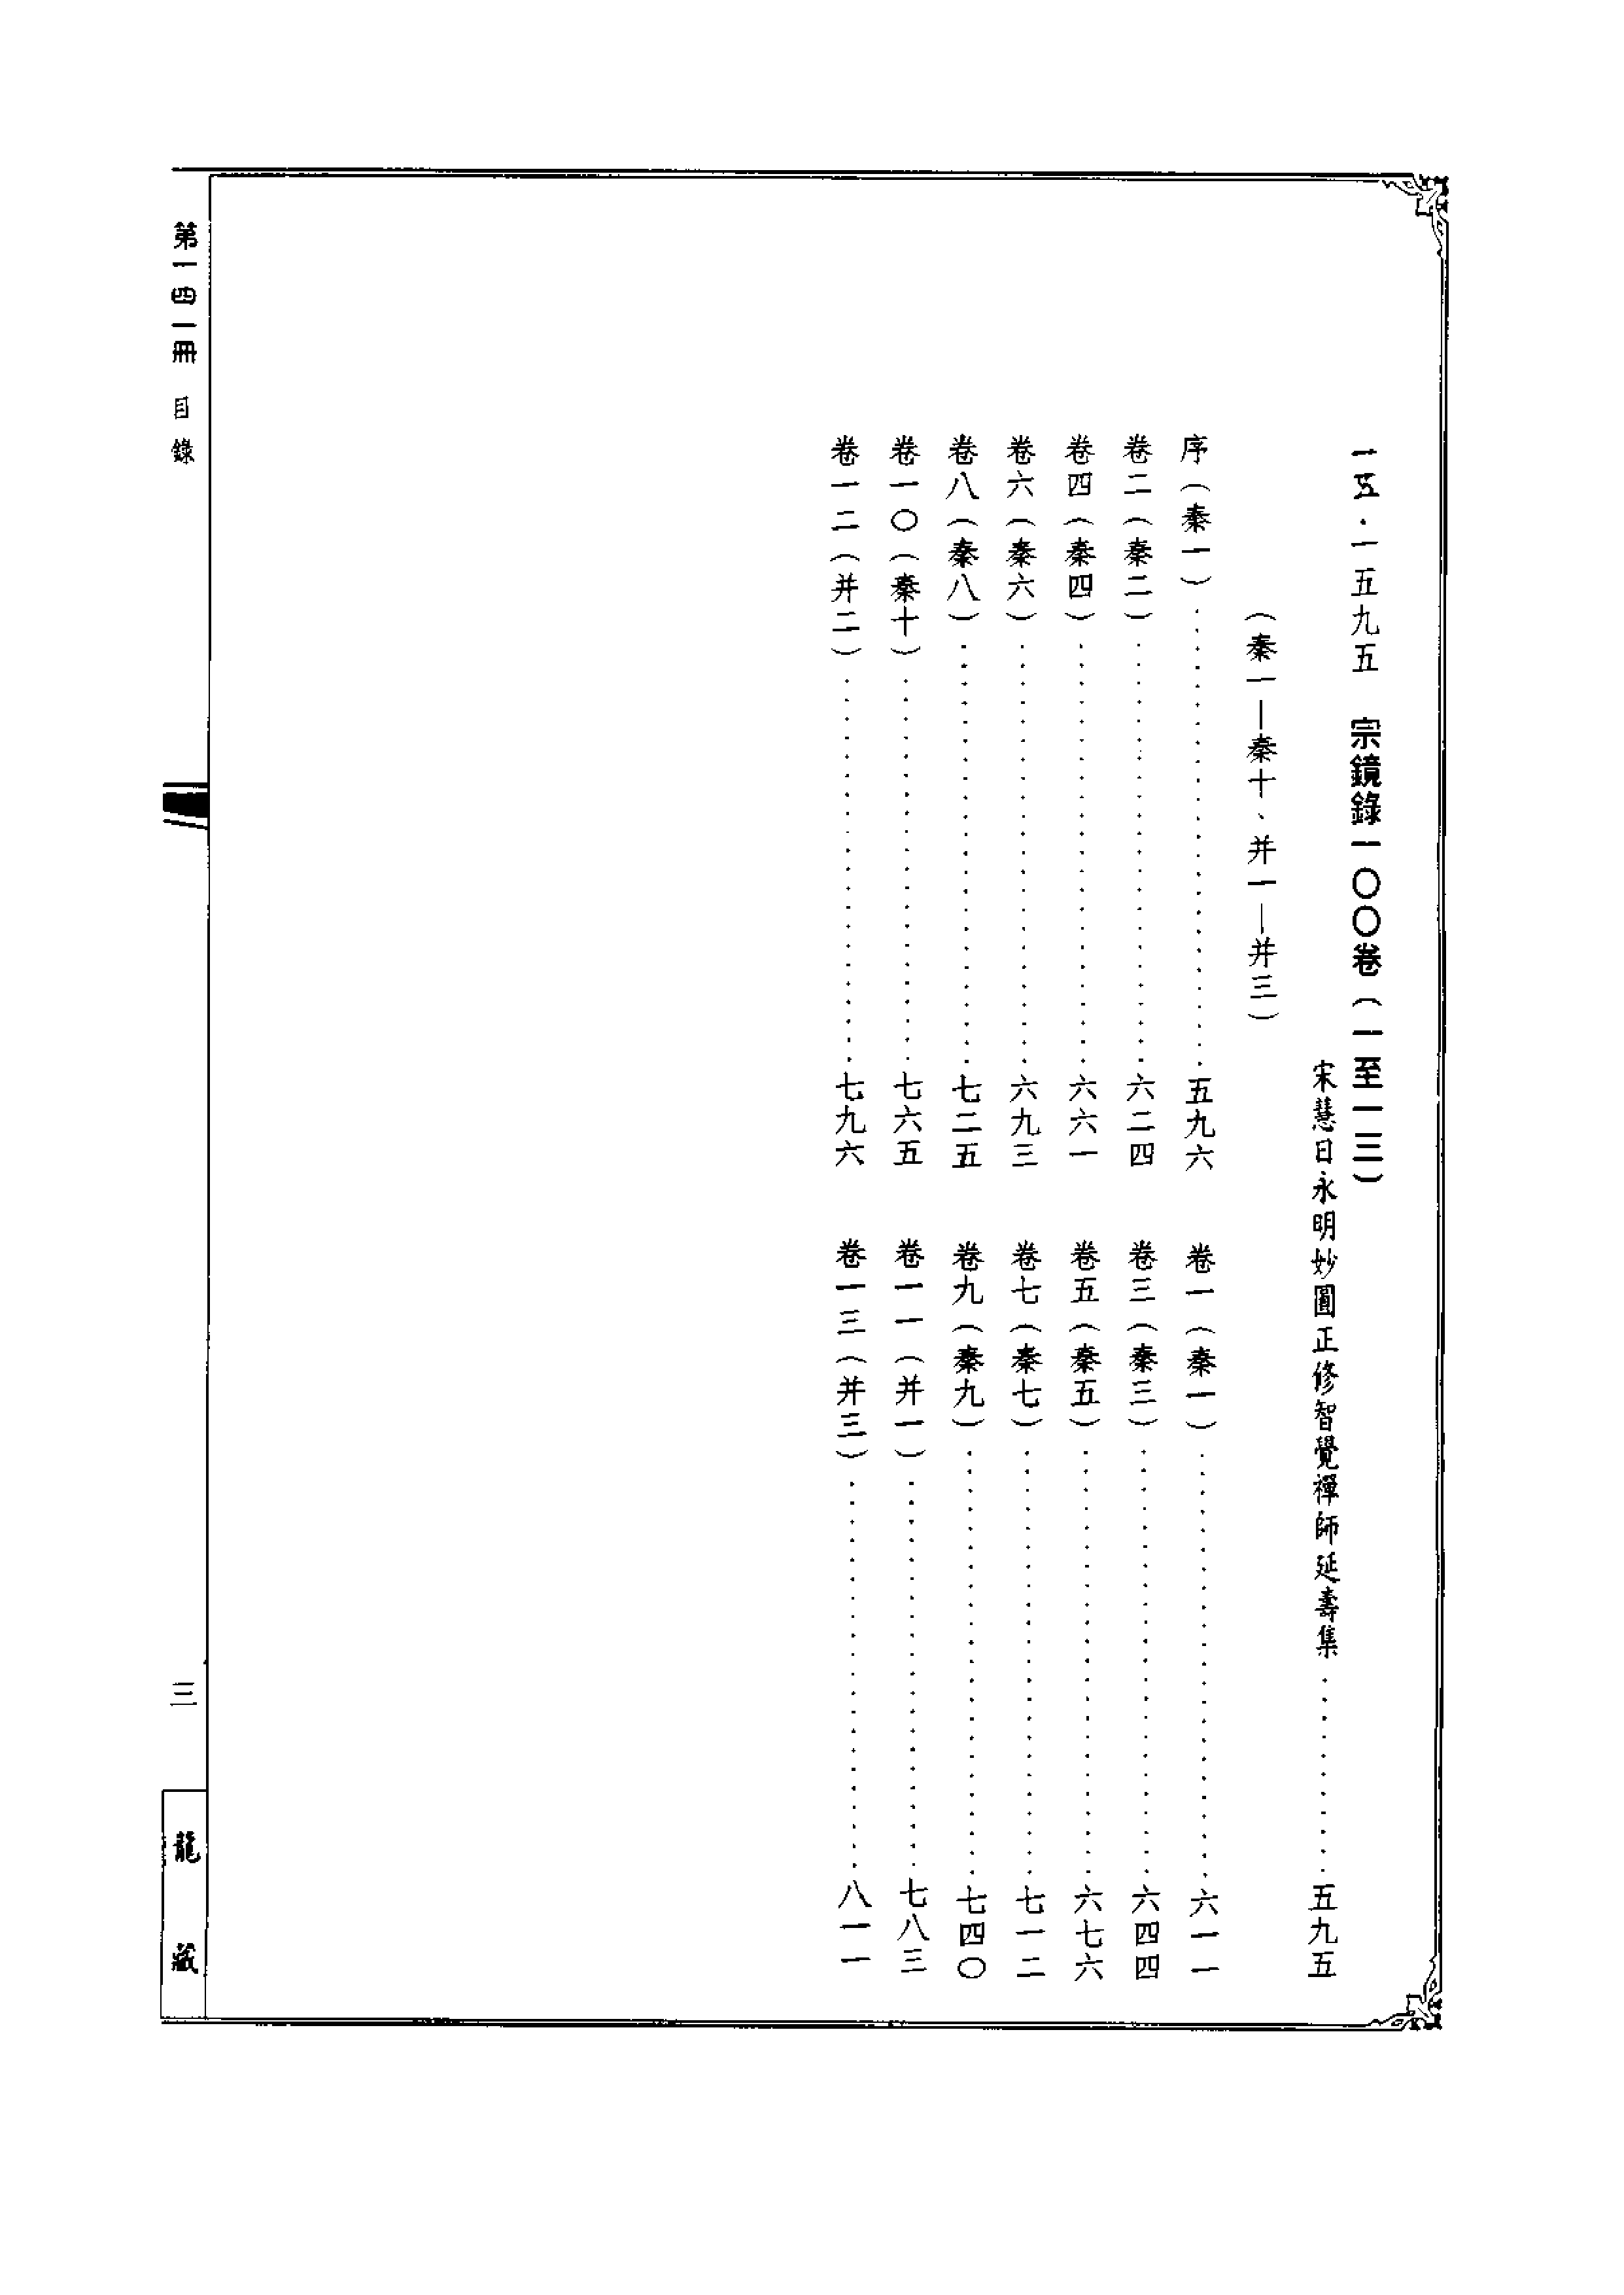 一五·一五九五　宗鏡錄一〇〇卷（一至一三）
宋慧日永明妙圓正修智覺禪師延壽集............五九五
（秦一—秦十、并一—并三）
序（秦一）............五九六　卷一（秦一）............六一一
卷二（秦二）............六二四　卷三（秦三）............六四四
卷四（秦四）............六六一　卷五（秦五）............六七六
卷六（秦六）............六九三　卷七（秦七）............七一二
卷八（秦八）............七二五　卷九（秦九）............七四〇
卷一〇（秦十）............七六五　卷一一（并一）............七八三
卷一二（并二）............七九六　卷一三（并三）............八一一
第一四一冊　目錄
三
龍藏